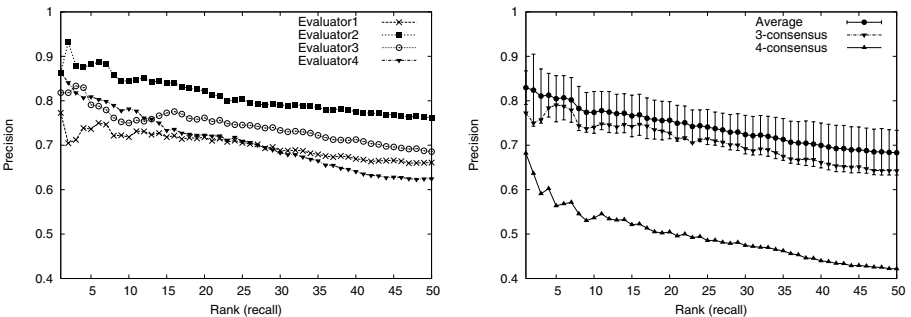 1
0.9
0.8
0.7
0.6
0.5
0.4
Precision
5 10 15 20 25 30 35 40 45 50
Rank (recall)
Evaluator1
Evaluator2
Evaluator3
Evaluator4
1
0.9
0.8
0.7
0.6
0.5
0.4
Precision
5 10 15 20 25 30 35 40 45 50
Rank (recall)
Average
3-consensus
4-consensus